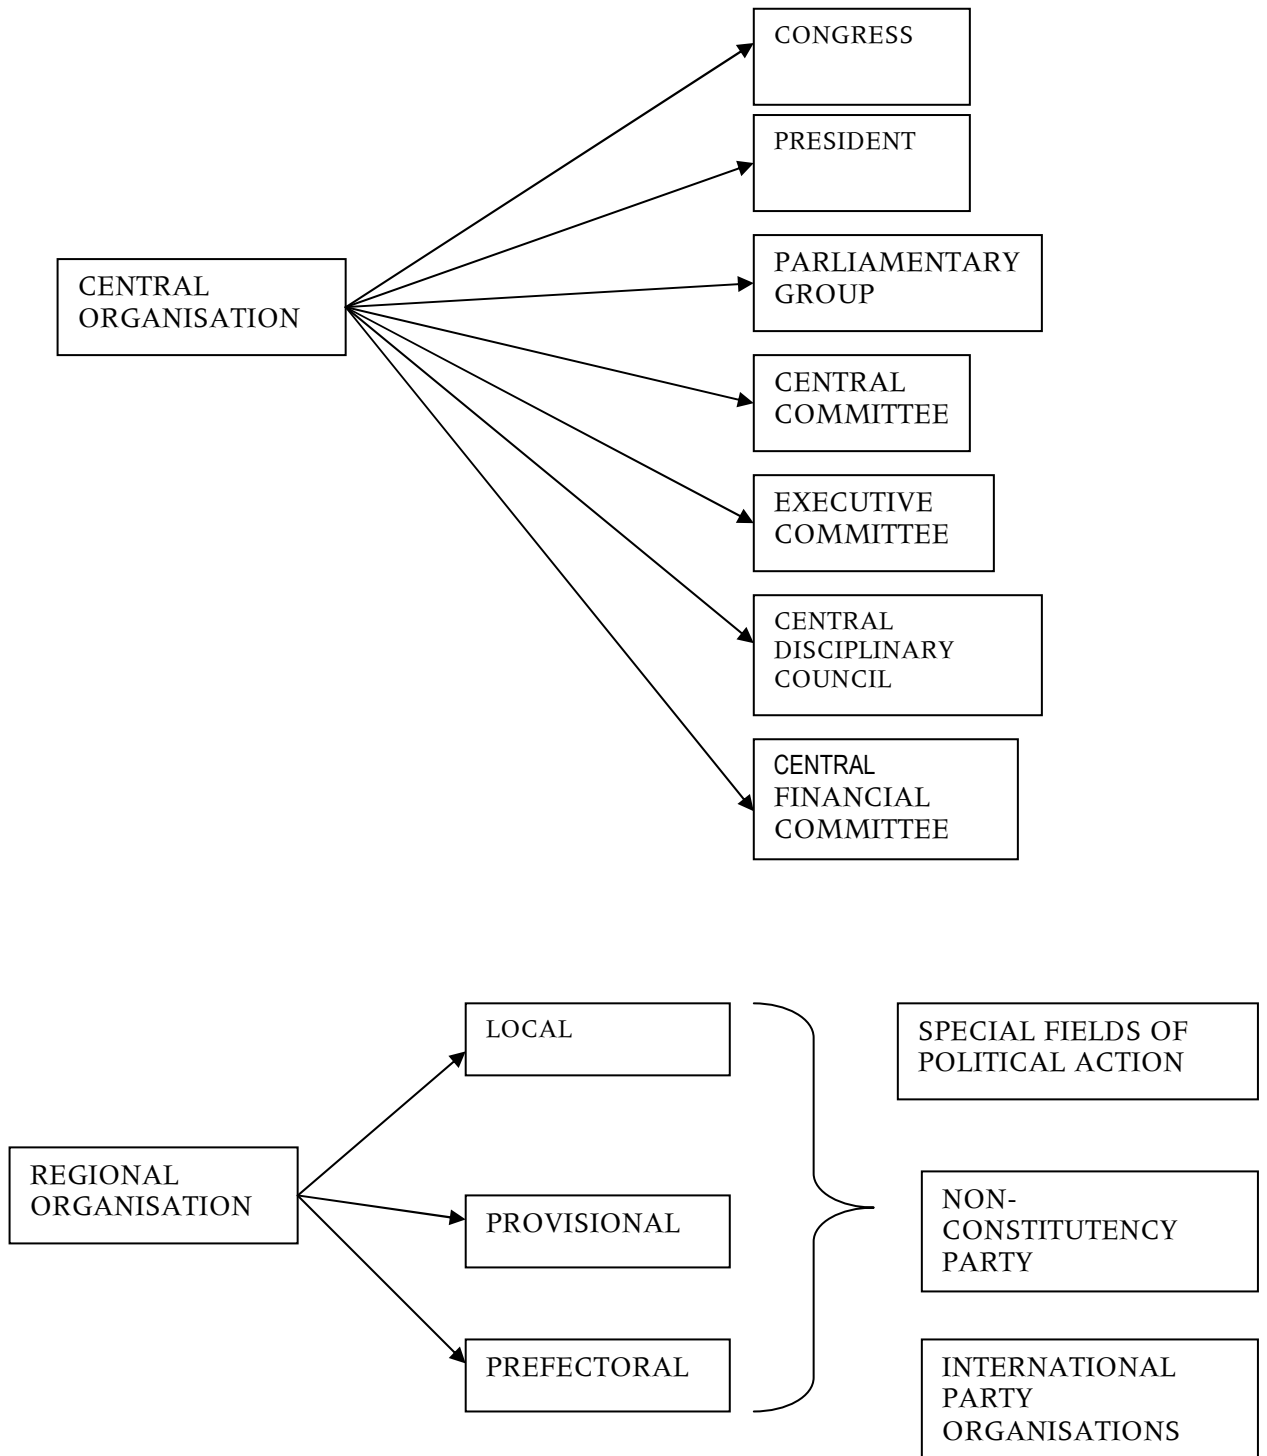 CONGRESS
PRESIDENT
PARLIAMENTARY
GROUP
CENTRAL
ORGANISATION
CENTRAL
COMMITTEE
EXECUTIVE
COMMITTEE
CENTRAL
DISCIPLINARY
COUNCIL
CENTRAL
FINANCIAL
COMMITTEE
LOCAL
SPECIAL FIELDS OF
POLITICAL ACTION
REGIONAL
ORGANISATION
PROVISIONAL
NON-
CONSTITUTENCY
PARTY
PREFECTORAL
INTERNATIONAL
PARTY
ORGANISATIONS